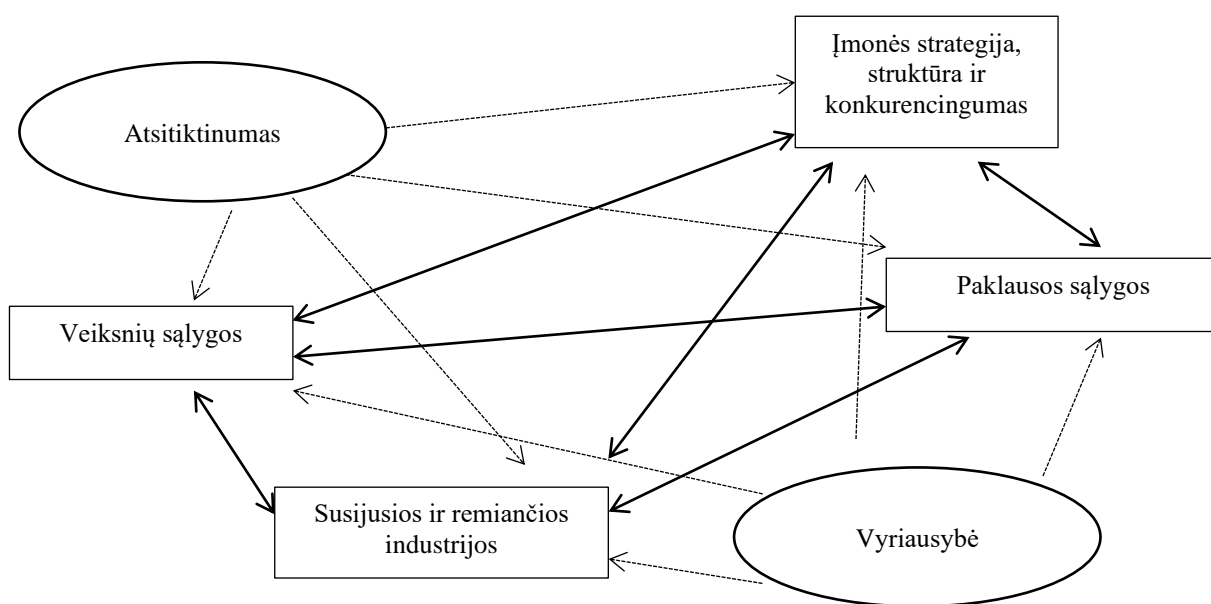 Įmonės strategija,
struktūra ir
konkurencingumas
Atsitiktinumas
Paklausos sąlygos
Veiksnių sąlygos
Susijusios ir remiančios
industrijos
Vyriausybė